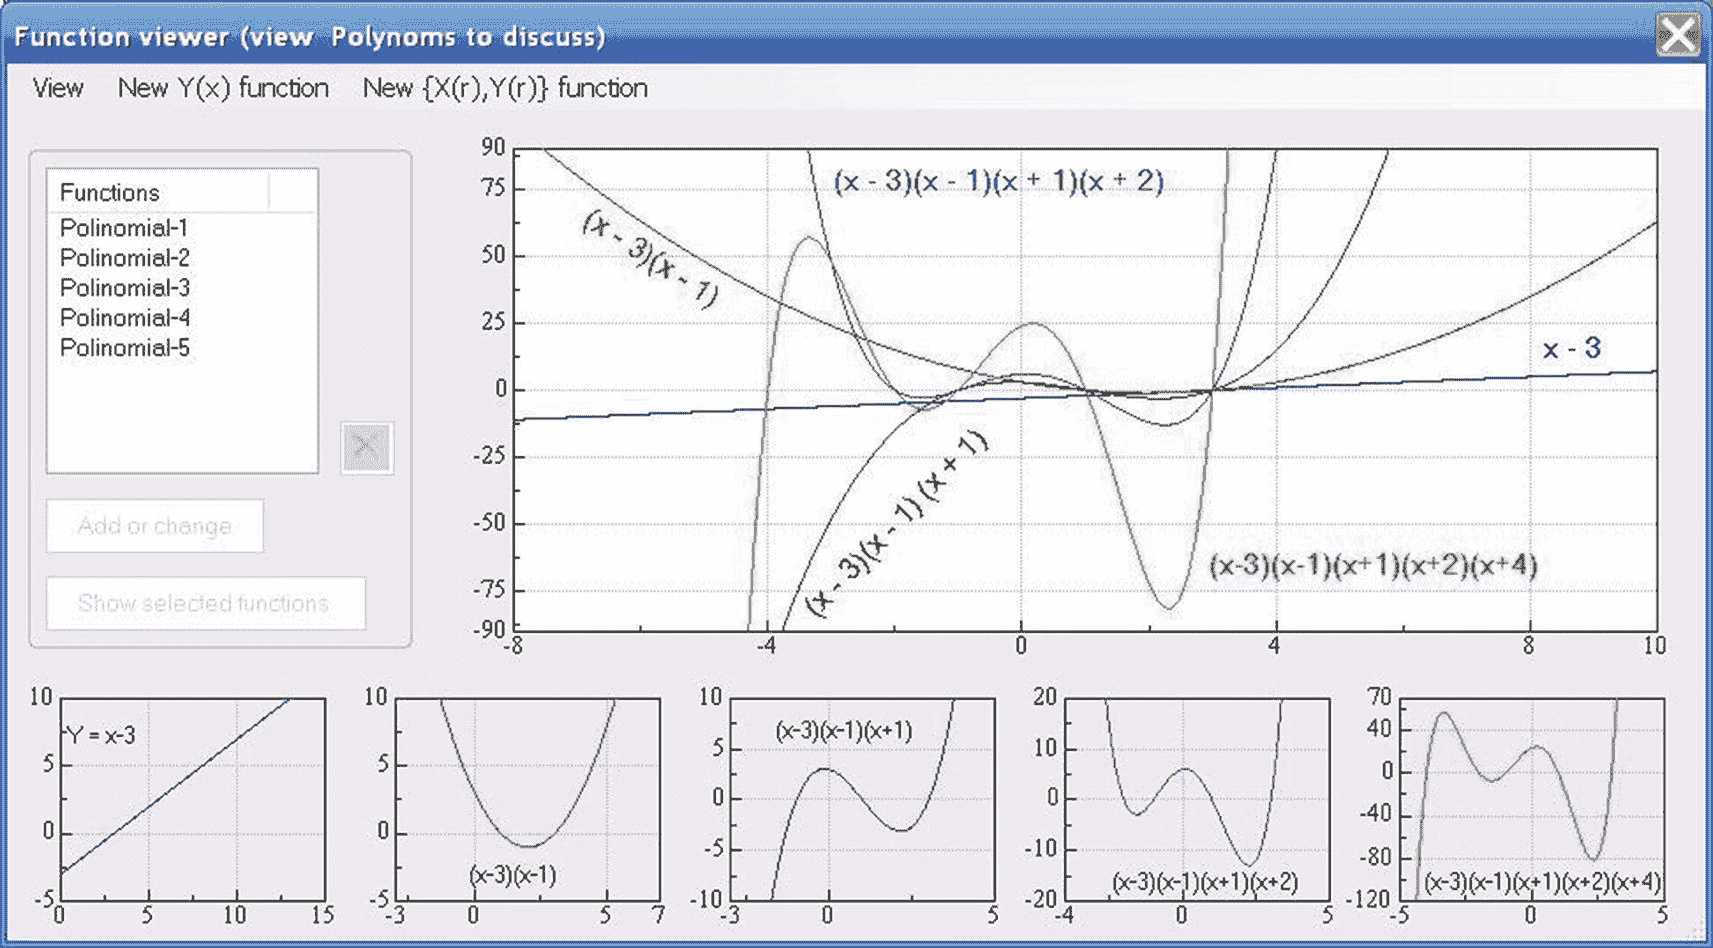 Function viewer (view Polynoms to discuss)
View New Y(x) function New {X(r),Y(r)} function
Functions
Polinomial-1
Polinomial-2
Polinomial-3
Polinomial-4
Polinomial-5
Add or change
Show selected functions
90
75
50
25
0
-25
-50
-75
-90
-8 -4 0 4 8 10
(x - 3)(x - 1)(x + 1)(x + 2)
(x - 3)(x - 1)
x - 3
(x - 3)(x - 1) (x + 1)
(x-3)(x-1)(x+1)(x+2)(x+4)
10
5
0
-5
0 5 10 15
Y = x-3
10
5
0
-5
-3 0 5 7
(x-3)(x-1)
10
5
0
-5
-10
-3 0 5
(x-3)(x-1)(x+1)
20
10
0
-10
-20
-4 0 5
(x-3)(x-1)(x+1)(x+2)
70
40
0
-40
-80
-120
-5 0 5
(x-3)(x-1)(x+1)(x+2)(x+4)